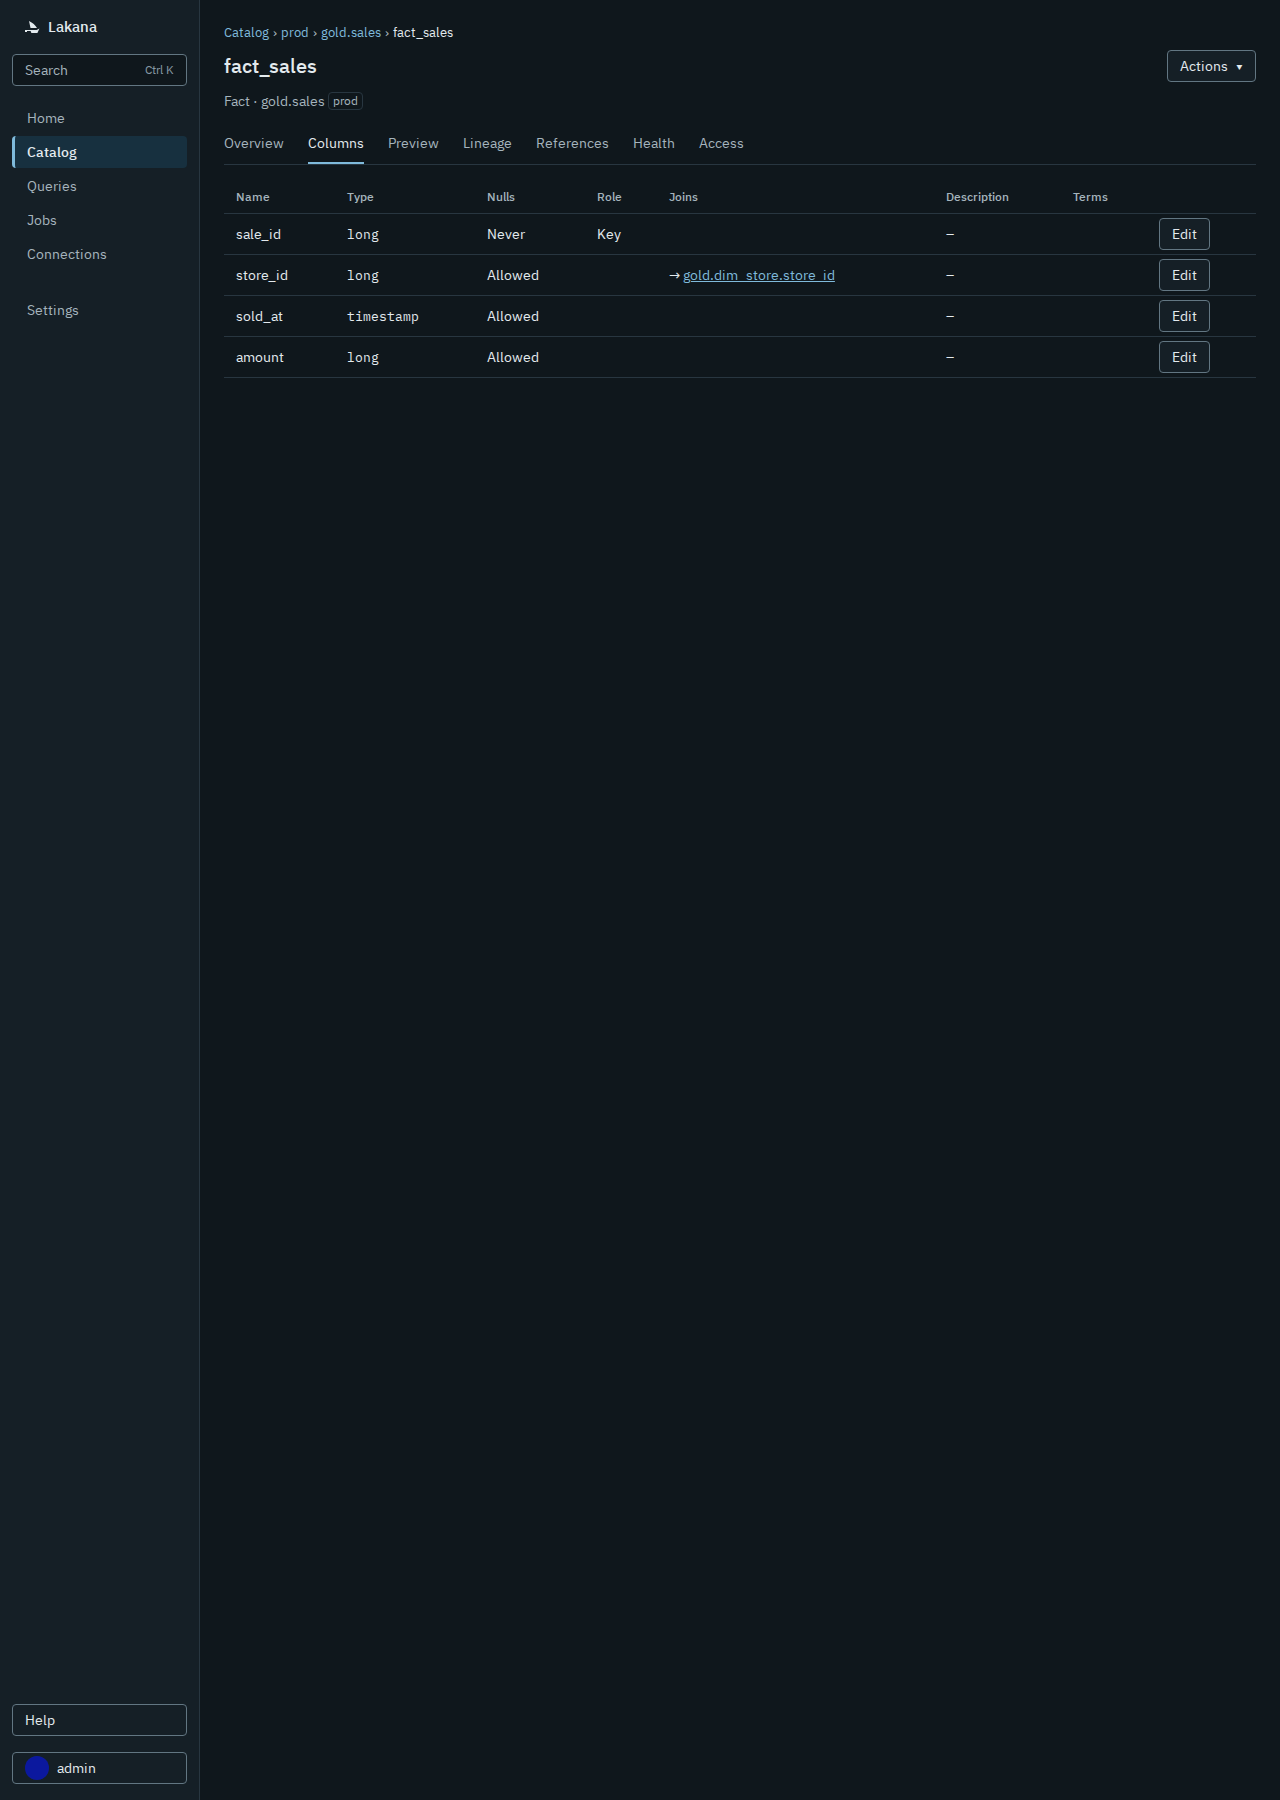 Lakana
Search Ctrl K
Home
Catalog
Queries
Jobs
Connections
Settings
Help
admin
Catalog › prod › gold.sales › fact_sales
fact_sales
Actions ▾
Fact · gold.sales prod
Overview Columns Preview Lineage References Health Access
Name Type Nulls Role Joins Description Terms
sale_id long Never Key – Edit
store_id long Allowed → gold.dim_store.store_id – Edit
sold_at timestamp Allowed – Edit
amount long Allowed – Edit